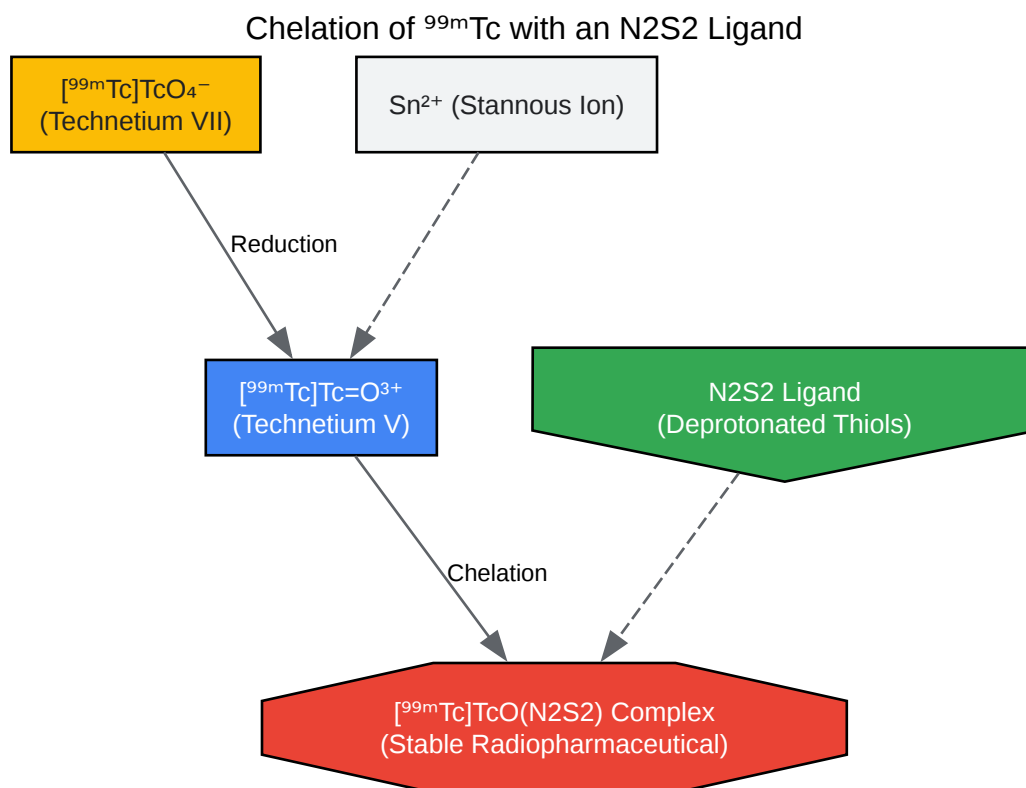 Chelation of ⁹⁹ᵐTc with an N2S2 Ligand
[⁹⁹ᵐTc]TcO₄⁻
(Technetium VII)
Sn²⁺ (Stannous Ion)
Reduction
[⁹⁹ᵐTc]Tc=O³⁺
(Technetium V)
N2S2 Ligand
(Deprotonated Thiols)
Chelation
[⁹⁹ᵐTc]TcO(N2S2) Complex
(Stable Radiopharmaceutical)